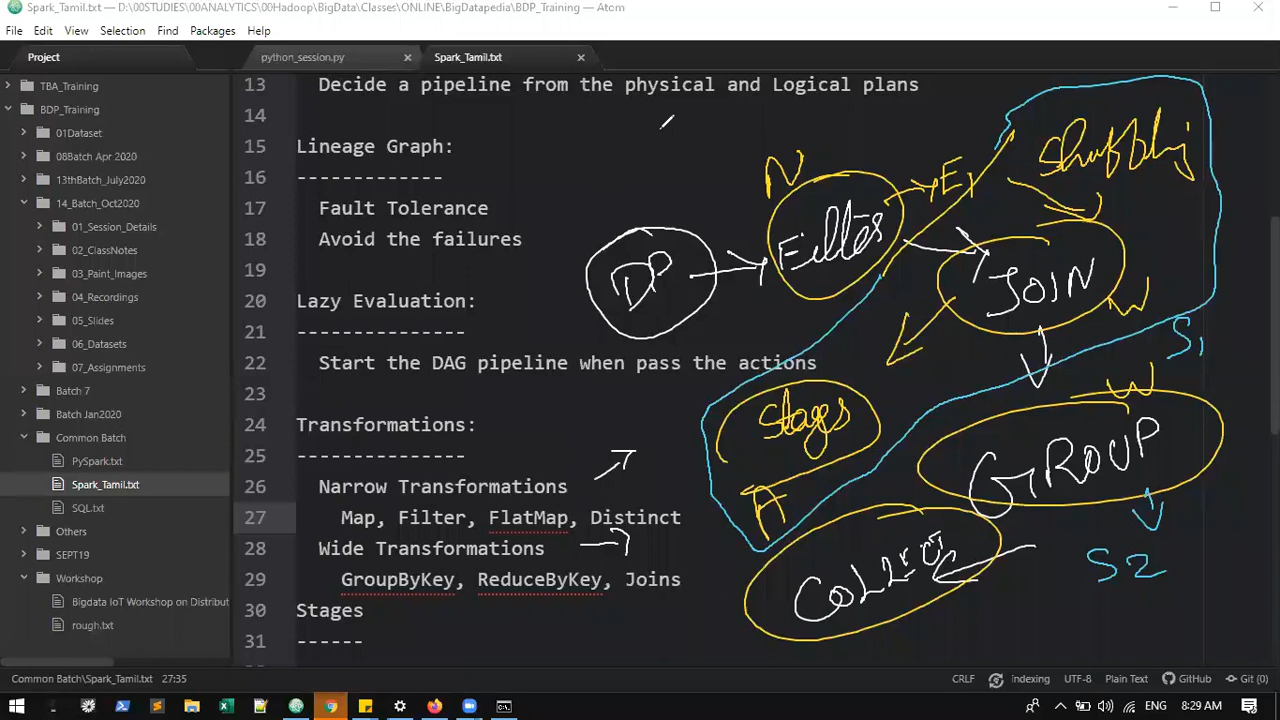 Spark_Tamil.txt — D:\00STUDIES\00ANALYTICS\00Hadoop\BigData\Classes\ONLINE\BigDatapedia\BDP_Training — Atom
File Edit View Selection Find Packages Help
Project
python_session.py
Spark_Tamil.txt
TBA_Training
BDP_Training
01Dataset
08Batch Apr 2020
13thBatch_July2020
14_Batch_Oct2020
01_Session_Details
02_ClassNotes
03_Paint_Images
04_Recordings
05_Slides
06_Datasets
07_Assignments
Batch 7
Batch Jan2020
Common Batch
PySpark.txt
Spark_Tamil.txt
SQL.txt
Others
SEPT19
Workshop
Bigdata IoT Workshop on Distribut
rough.txt
13 Decide a pipeline from the physical and Logical plans
14
15 Lineage Graph:
16 -------------
17 Fault Tolerance
18 Avoid the failures
19
20 Lazy Evaluation:
21 ---------------
22 Start the DAG pipeline when pass the actions
23
24 Transformations:
25 --------------
26 Narrow Transformations
27 Map, Filter, FlatMap, Distinct
28 Wide Transformations
29 GroupByKey, ReduceByKey, Joins
30 Stages
31 ------
Shuffling
N
Ex
Filter
DP
JOIN
W
S1
W
Stages
GROUP
A
S2
Common Batch\Spark_Tamil.txt 27:35
CRLF Indexing UTF-8 Plain Text GitHub Git (0)
ENG 8:29 AM